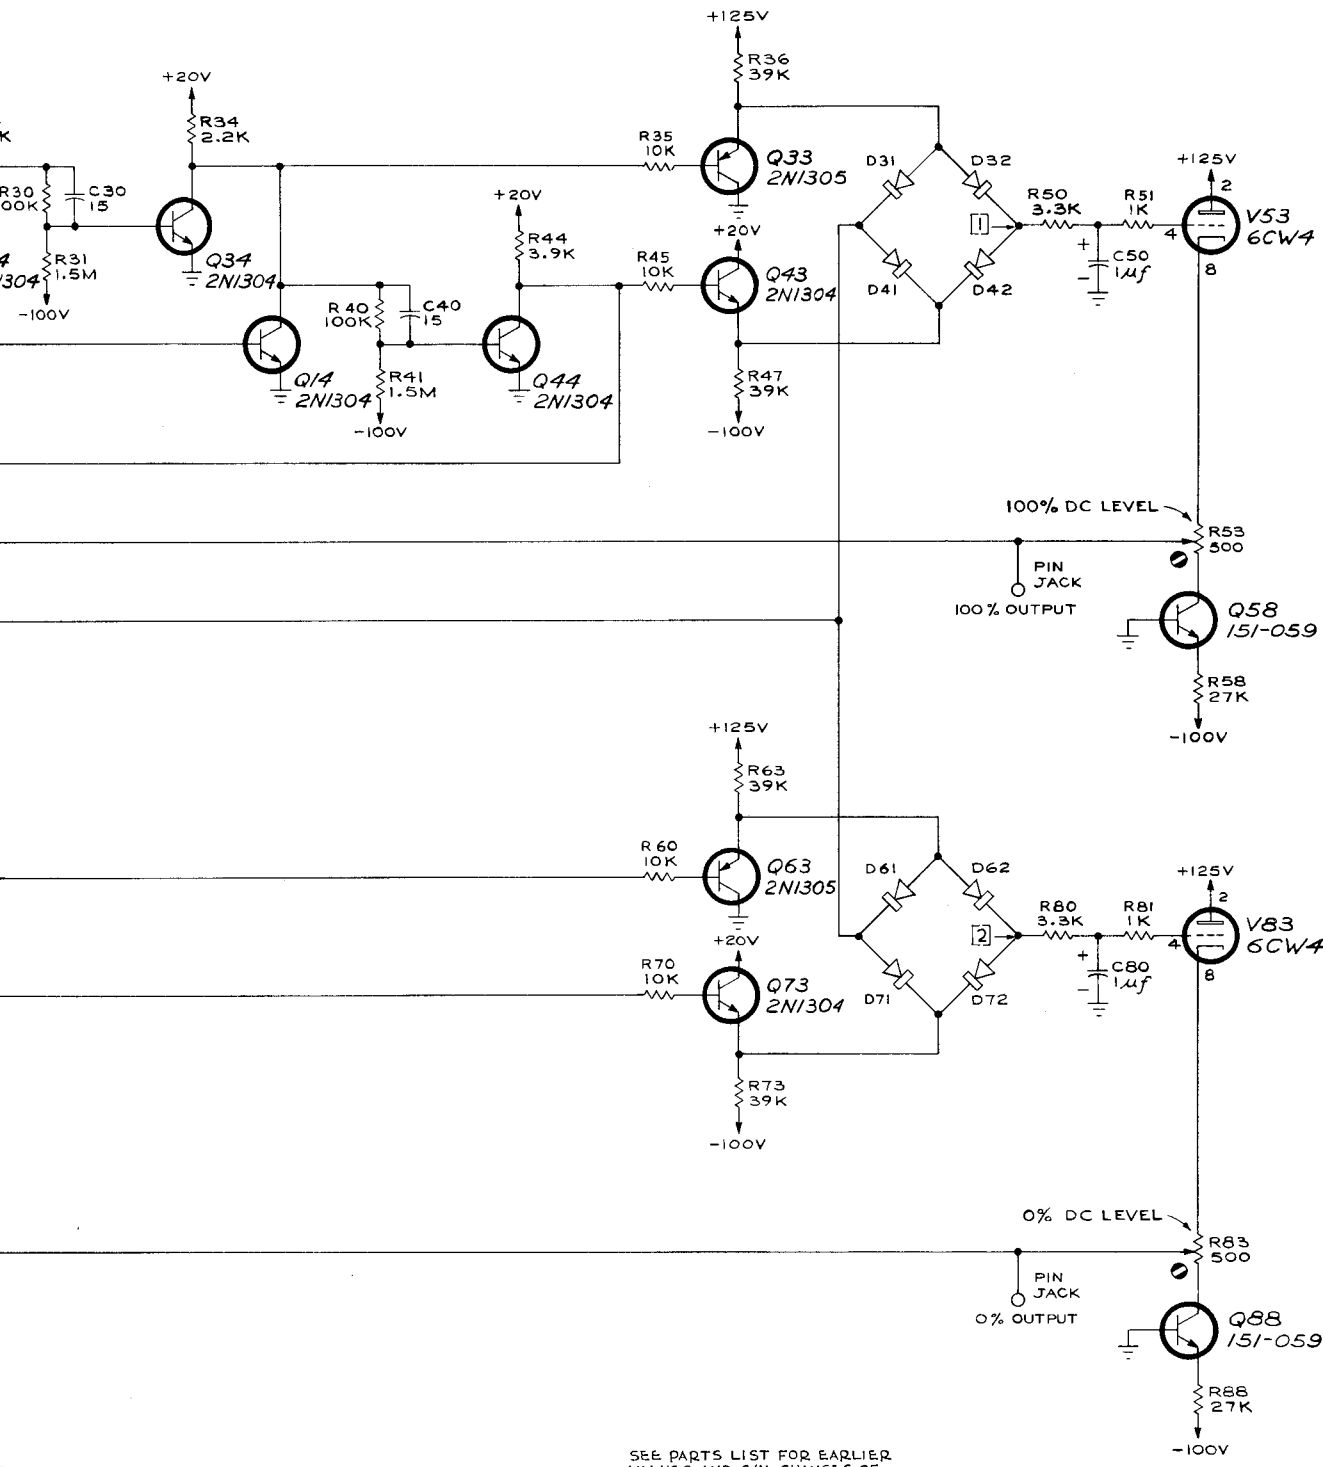 +125V
R36
39K
+20V
K
R34
2.2K
R35
10K
Q33
2N1305
D31
D32
+125V
2
R30
00K
C30
15
+20V
R50
3.3K
R51
1K
[1]
4
V53
6CW4
8
+20V
Q34
2N1304
R31
1.5M
4
1304
-100V
R44
3.9K
R45
10K
Q43
2N1304
D41
D42
+
-
C50
1μf
R40
100K
C40
15
Q14
2N1304
R41
1.5M
Q44
2N1304
R47
39K
-100V
-100V
100% DC LEVEL
R53
500
PIN
JACK
100% OUTPUT
Q58
151-059
R58
27K
-100V
+125V
R63
39K
R60
10K
Q63
2N1305
D61
D62
+125V
2
R80
3.3K
R81
1K
[2]
4
V83
6CW4
8
+20V
R70
10K
Q73
2N1304
D71
D72
+
-
C80
1μf
R73
39K
-100V
0% DC LEVEL
R83
500
PIN
JACK
0% OUTPUT
Q88
151-059
R88
27K
-100V
SEE PARTS LIST FOR EARLIER